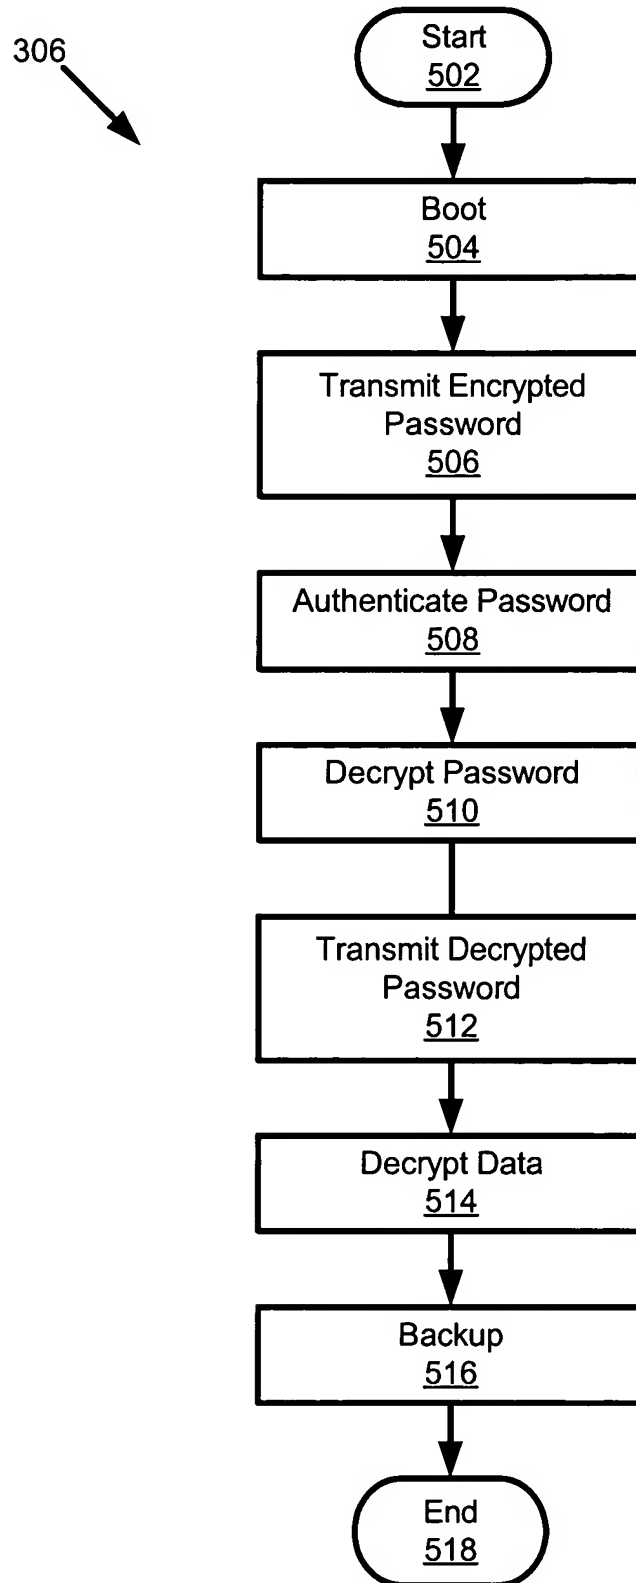 306
Start
502
Boot
504
Transmit Encrypted
Password
506
Authenticate Password
508
Decrypt Password
510
Transmit Decrypted
Password
512
Decrypt Data
514
Backup
516
End
518